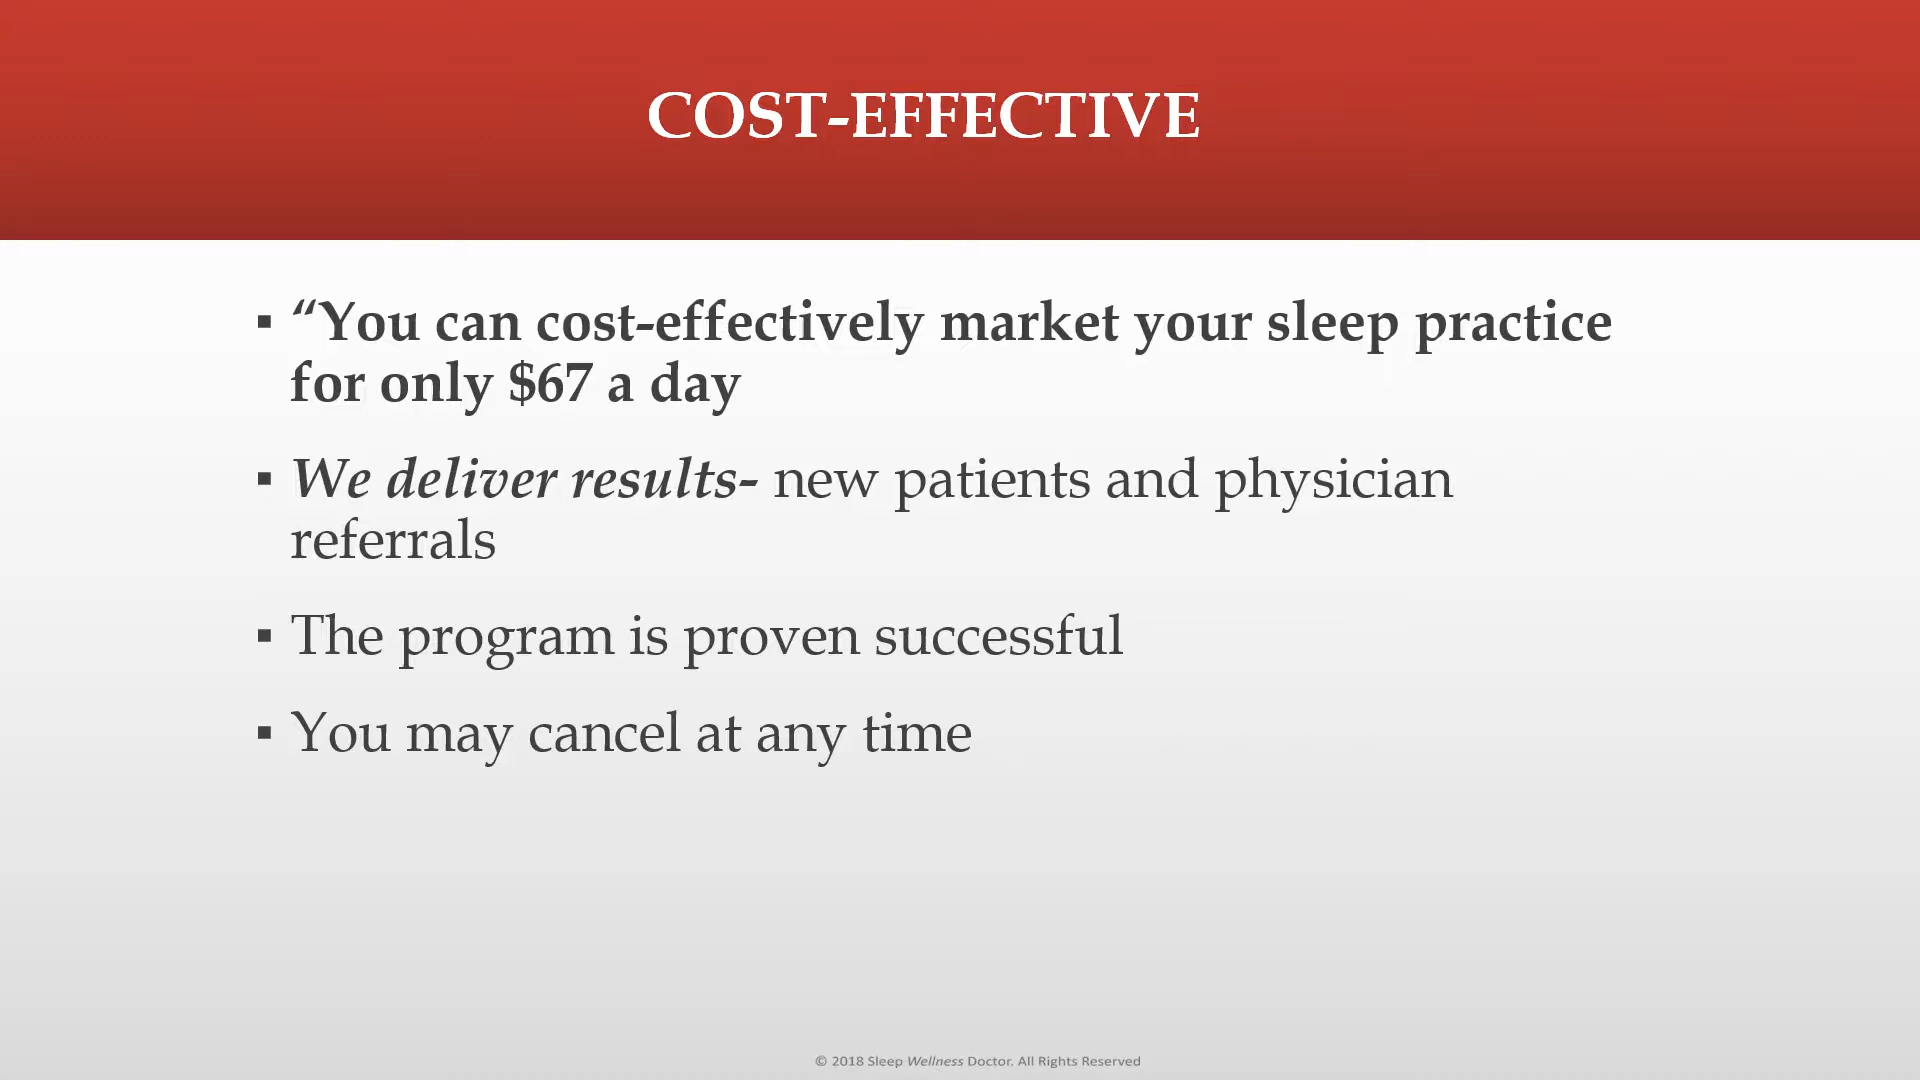 COST-EFFECTIVE
▪ “You can cost-effectively market your sleep practice
for only $67 a day
▪ We deliver results- new patients and physician
referrals
▪ The program is proven successful
▪ You may cancel at any time
© 2018 Sleep Wellness Doctor. All Rights Reserved